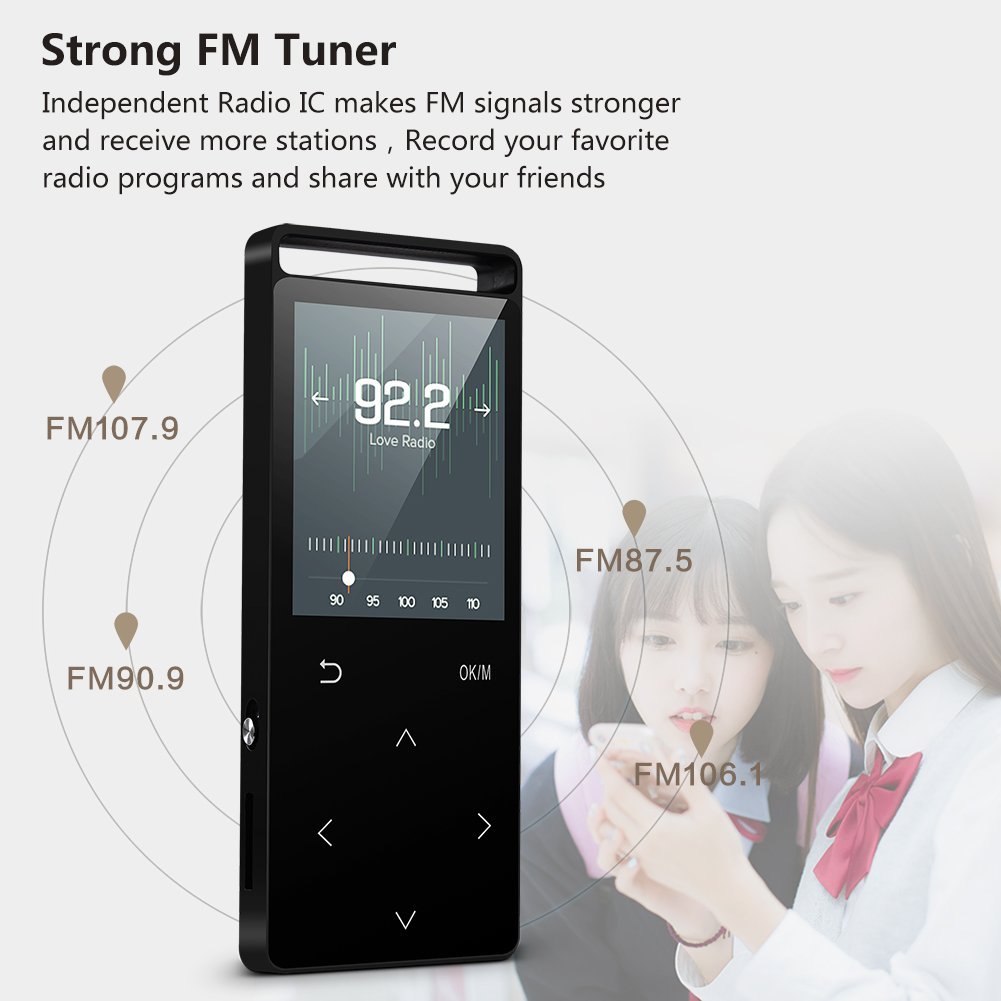 Strong FM Tuner
Independent Radio IC makes FM signals stronger
and receive more stations , Record your favorite
radio programs and share with your friends
92.2
Love Radio
FM107.9
FM87.5
90 95 100 105 110
FM90.9
OK/M
FM106.1